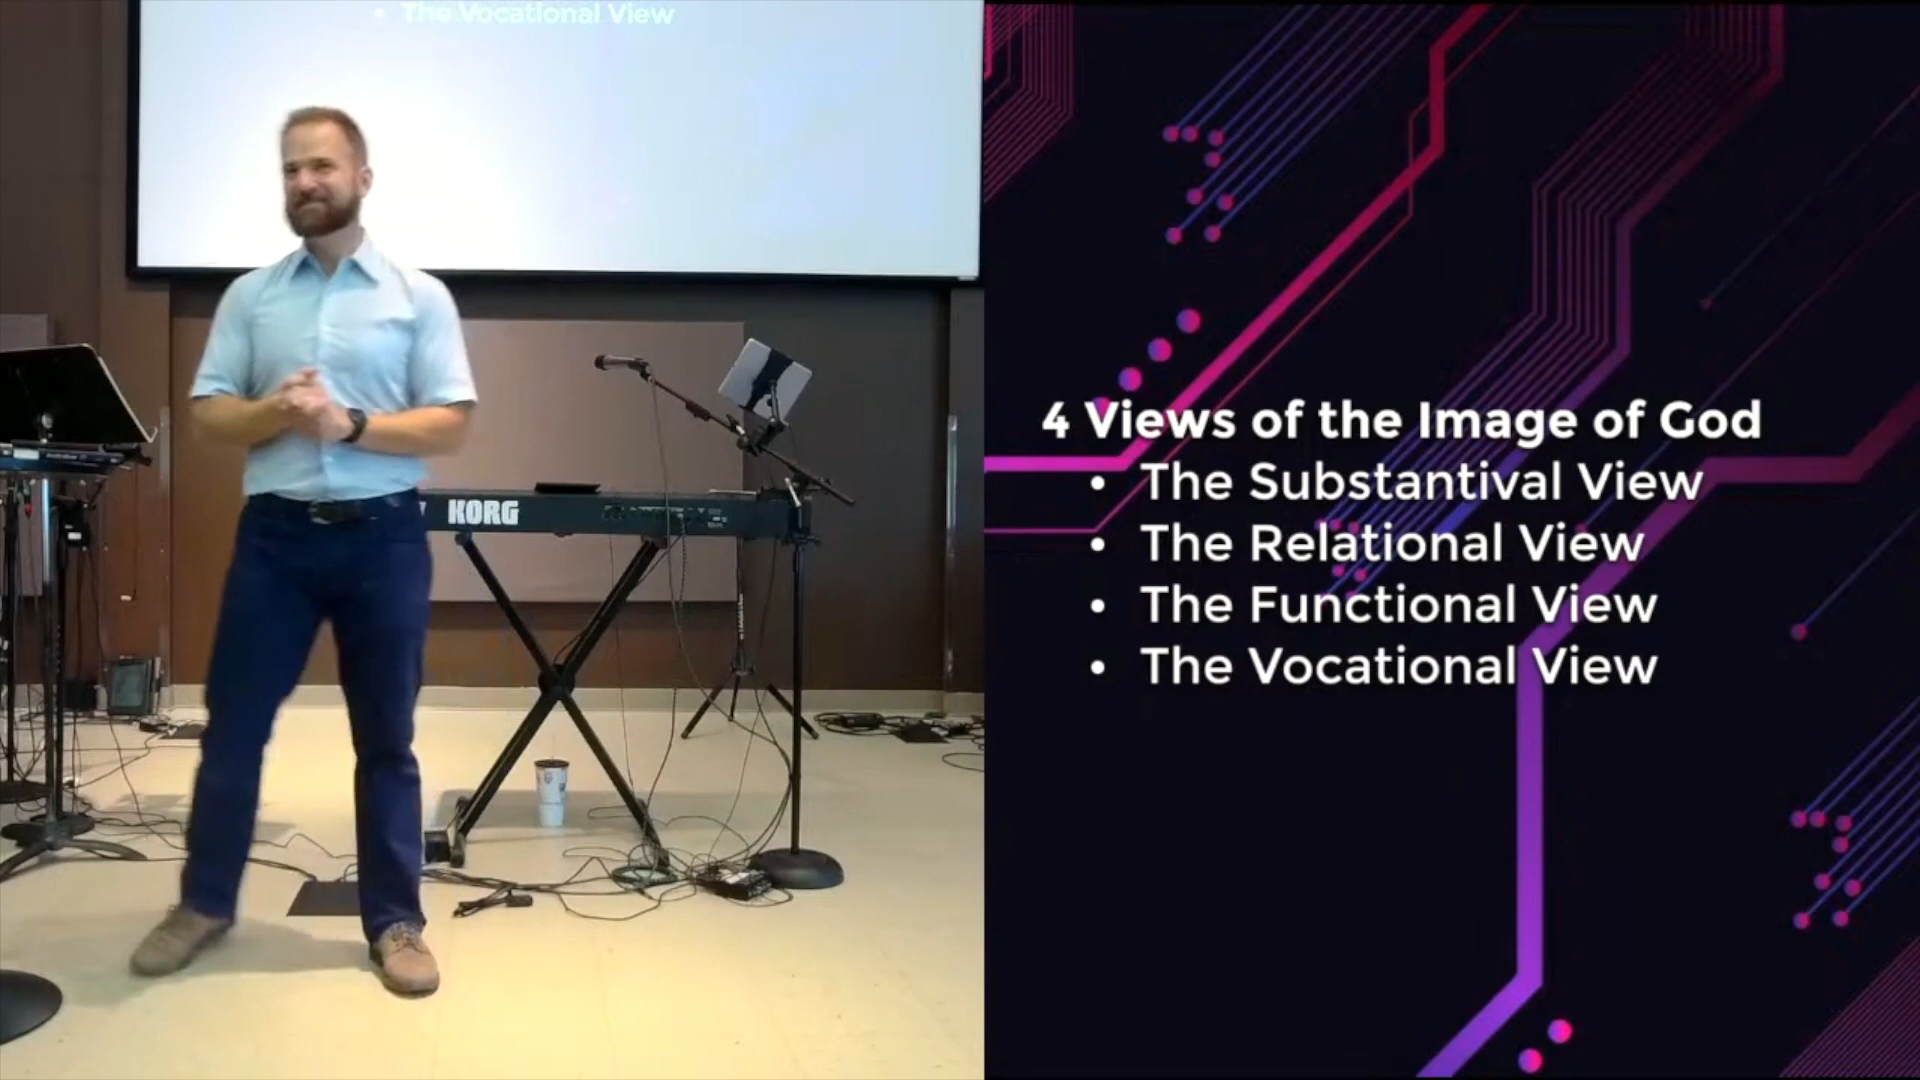 • The Vocational View
KORG
4 Views of the Image of God
• The Substantival View
• The Relational View
• The Functional View
• The Vocational View